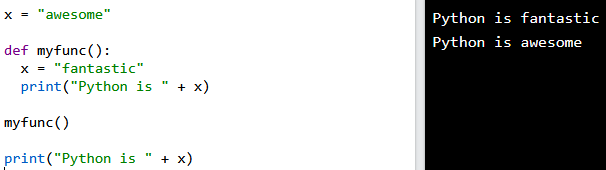 x = "awesome"
def myfunc():
  x = "fantastic"
  print("Python is " + x)
myfunc()
print("Python is " + x)
Python is fantastic
Python is awesome